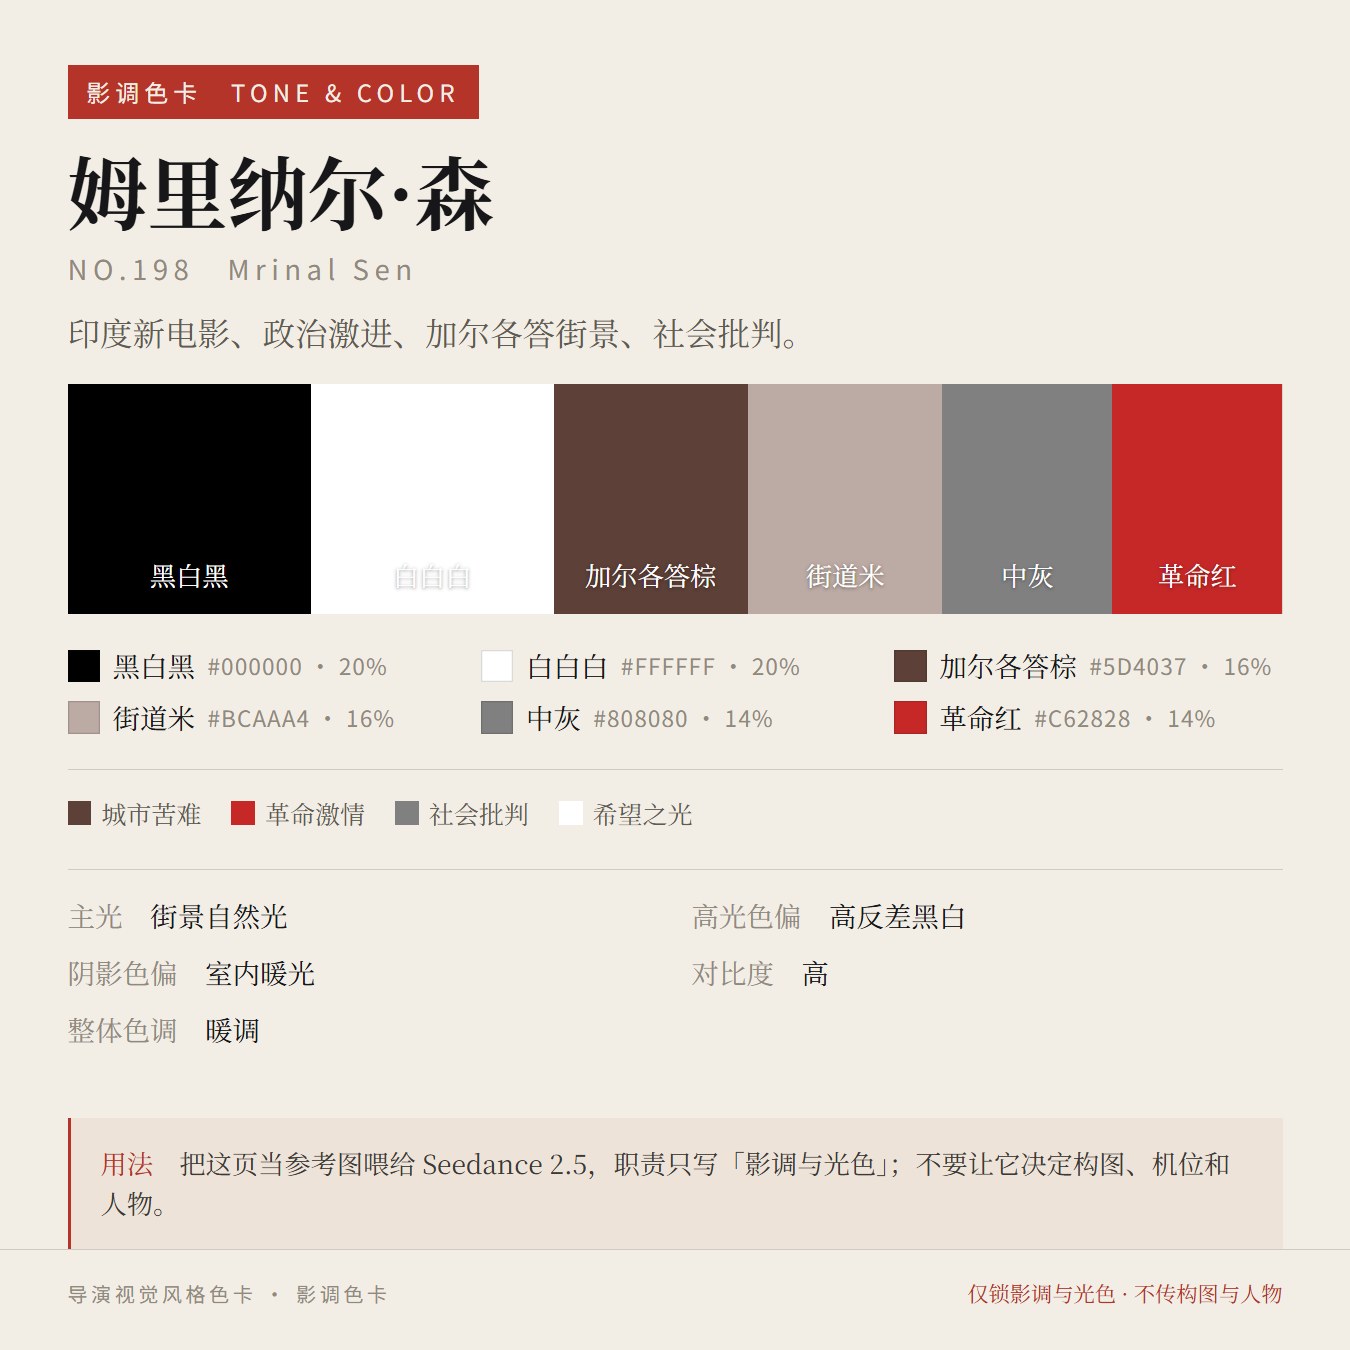 影调色卡 TONE & COLOR
姆里纳尔·森
NO.198 Mrinal Sen
印度新电影、政治激进、加尔各答街景、社会批判。
黑白黑 白白白 加尔各答棕 街道米 中灰 革命红
黑白黑 #000000 • 20% 白白白 #FFFFFF • 20% 加尔各答棕 #5D4037 • 16%
街道米 #BCAAA4 • 16% 中灰 #808080 • 14% 革命红 #C62828 • 14%
城市苦难 革命激情 社会批判 希望之光
主光 街景自然光 高光色偏 高反差黑白
阴影色偏 室内暖光 对比度 高
整体色调 暖调
用法 把这页当参考图喂给 Seedance 2.5，职责只写「影调与光色」；不要让它决定构图、机位和
人物。
导演视觉风格色卡 • 影调色卡 仅锁影调与光色 · 不传构图与人物